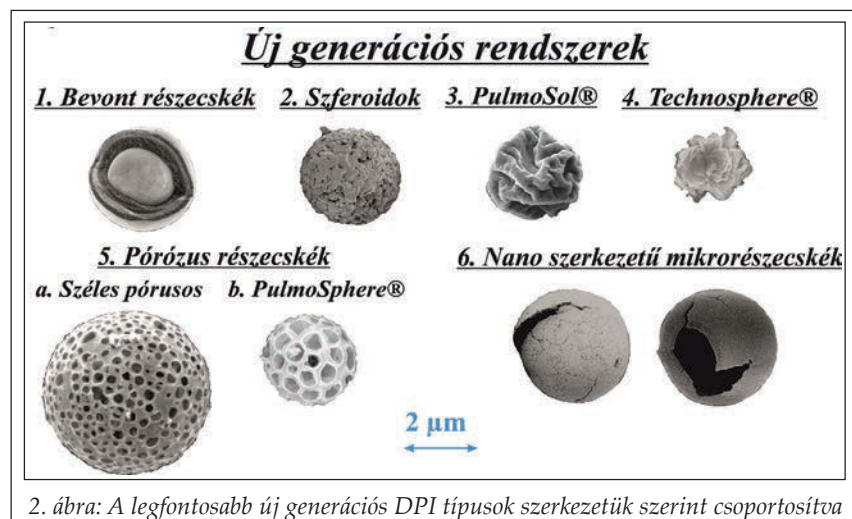 Új generációs rendszerek
1. Bevont részecskék 2. Szferoidok 3. PulmoSol® 4. Technosphere®
5. Pórózus részecskék 6. Nano szerkezetű mikrorészecskék
a. Széles pórusos b. PulmoSphere®
2 μm
2. ábra: A legfontosabb új generációs DPI típusok szerkezetük szerint csoportosítva